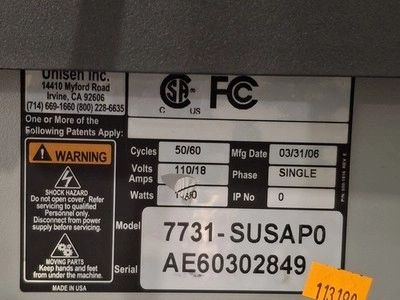 Unisen Inc.
14410 Myford Road
Irvine, CA 92606
(714) 669-1660 (800) 228-6635
One or More of the
Following Patents Apply:
SA
C US
FC
WARNING
SHOCK HAZARD
Do not open cover. Refer
servicing to qualified
Personnel only.
Disconnect from power
supply before servicing.
MOVING PARTS
Keep hands and feet
from under the machine.
MADE IN USA
Cycles 50/60 Mfg Date 03/31/06
Volts
Amps 110/18 Phase SINGLE
Watts IP No 0
Model 7731-SUSAP0
Serial AE60302849